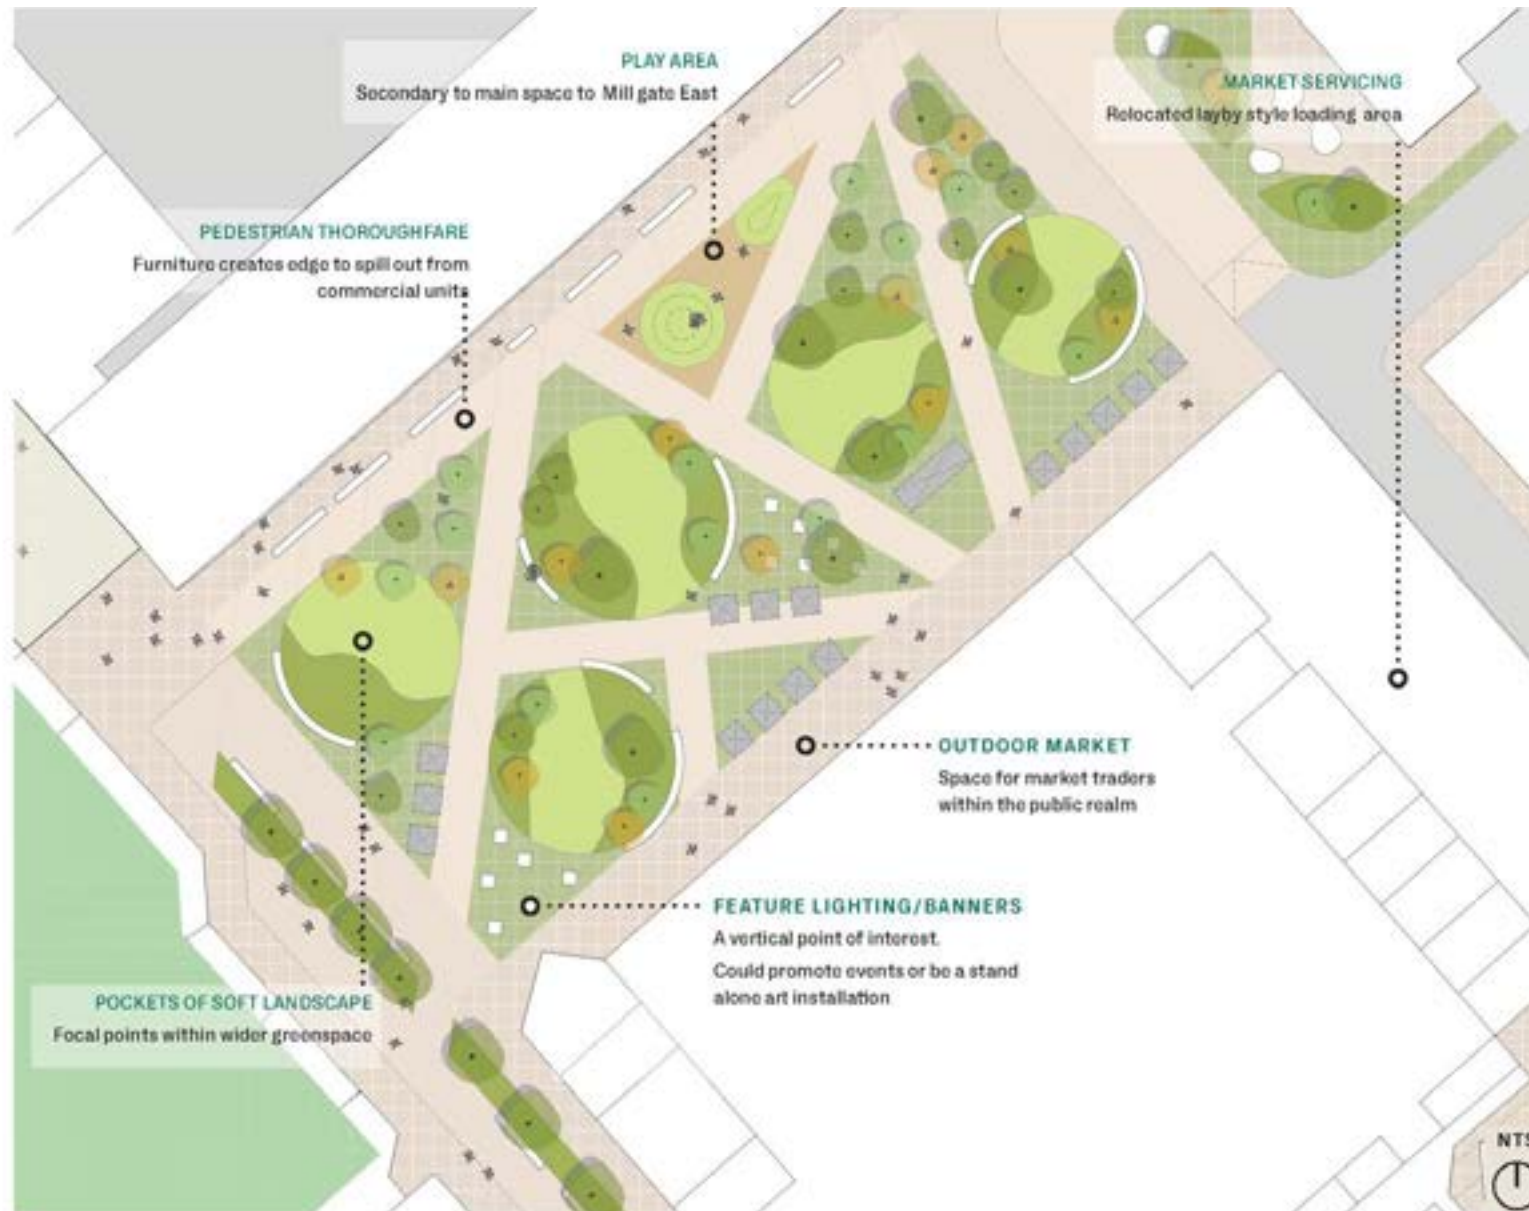 PLAY AREA
Secondary to main space to Mill gate East
MARKET SERVICING
Relocated layby style loading area
PEDESTRIAN THOROUGHFARE
Furniture creates edge to spill out from
commercial units
OUTDOOR MARKET
Space for market traders
within the public realm
FEATURE LIGHTING/BANNERS
A vertical point of interest.
Could promote events or be a stand
alone art installation
POCKETS OF SOFT LANDSCAPE
Focal points within wider greenspace
NTS